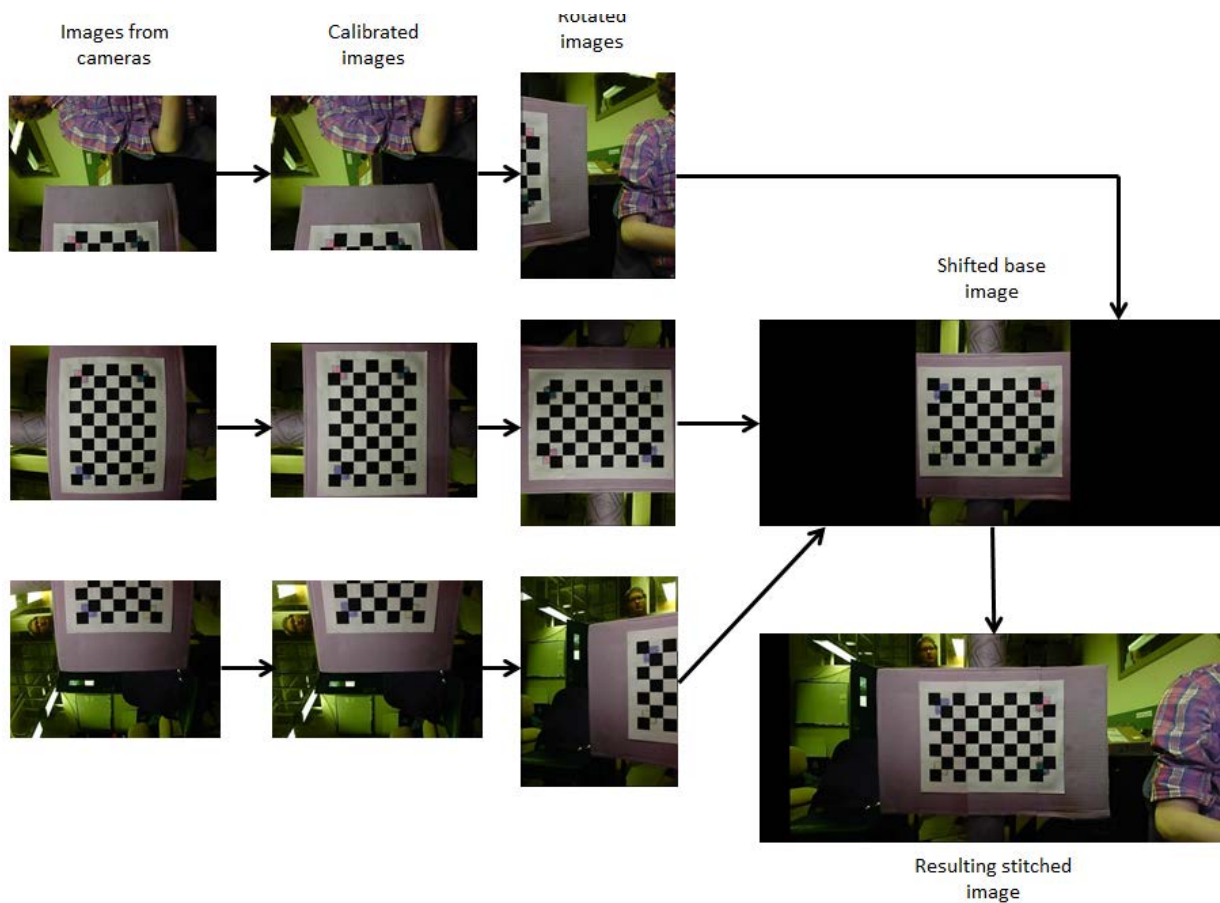 Images from
cameras
Calibrated
images
Rotated
images
Shifted base
image
Resulting stitched
image